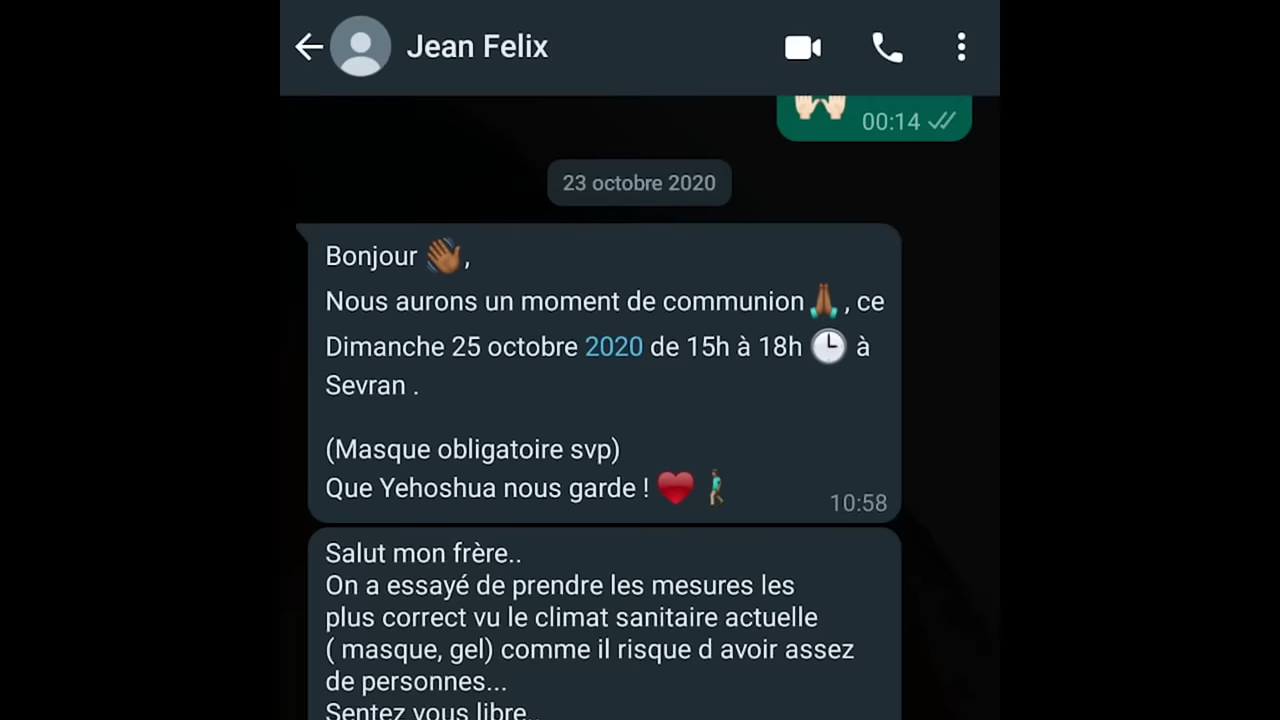 Jean Felix
00:14
23 octobre 2020
Bonjour 👋🏾,
Nous aurons un moment de communion 🙏🏾, ce
Dimanche 25 octobre 2020 de 15h à 18h 🕒 à
Sevran .
(Masque obligatoire svp)
Que Yehoshua nous garde ! ❤️ 🚶🏾
10:58
Salut mon frère..
On a essayé de prendre les mesures les
plus correct vu le climat sanitaire actuelle
( masque, gel) comme il risque d avoir assez
de personnes...
Sentez vous libre..